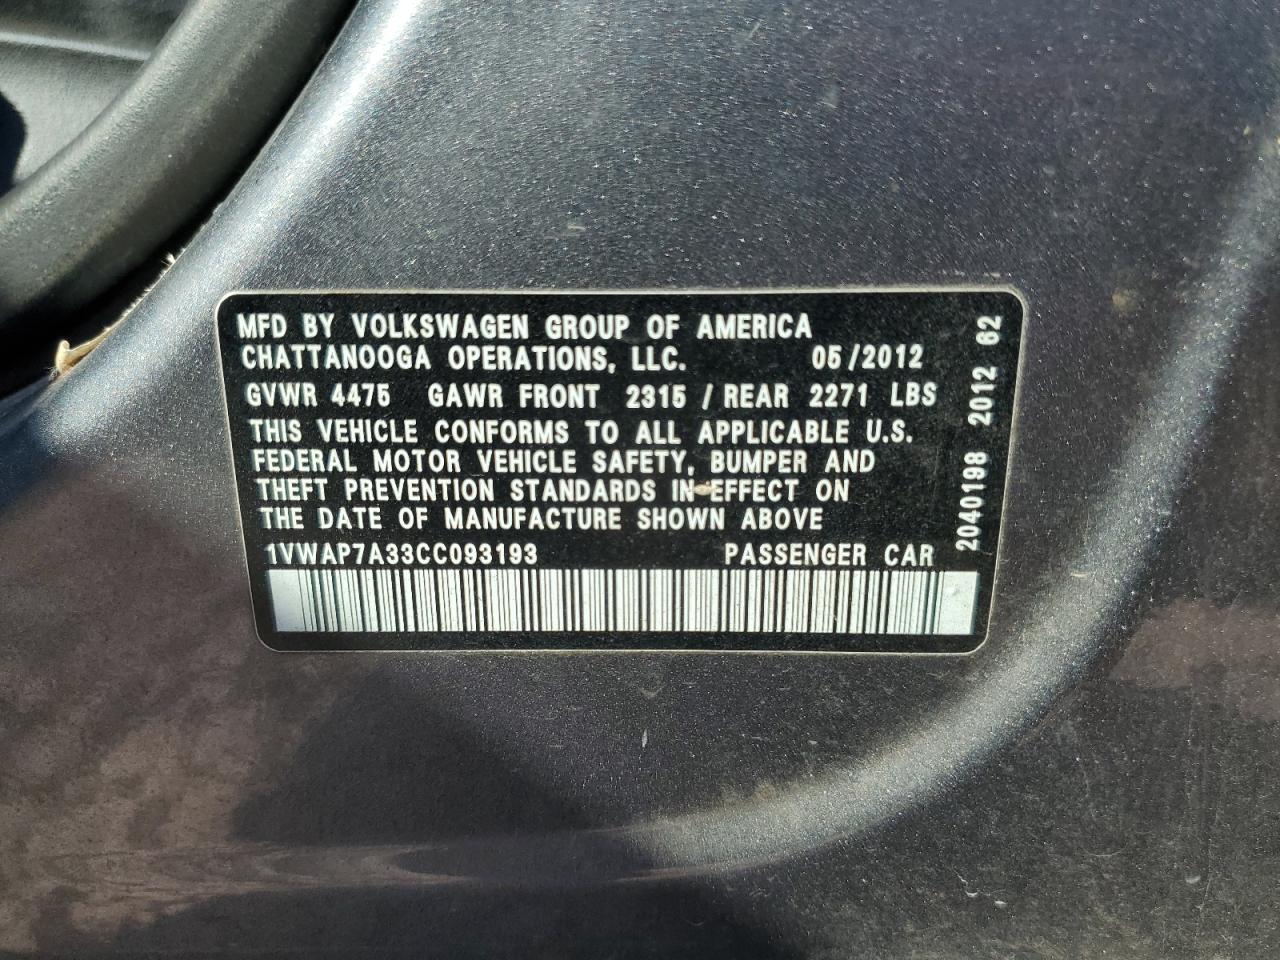 MFD BY VOLKSWAGEN GROUP OF AMERICA
CHATTANOOGA OPERATIONS, LLC. 05/2012
GVWR 4475 GAWR FRONT 2315 / REAR 2271 LBS
THIS VEHICLE CONFORMS TO ALL APPLICABLE U.S.
FEDERAL MOTOR VEHICLE SAFETY, BUMPER AND
THEFT PREVENTION STANDARDS IN EFFECT ON
THE DATE OF MANUFACTURE SHOWN ABOVE
1VWAP7A33CC093193 PASSENGER CAR
2040198 2012 62